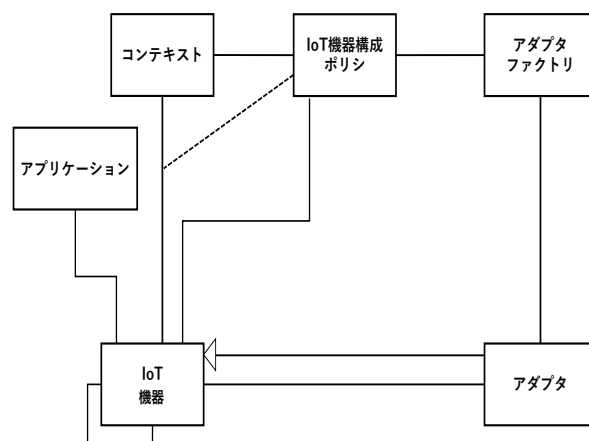 コンテキスト
IoT機器構成
ポリシ
アダプタ
ファクトリ
アプリケーション
IoT
機器
アダプタ